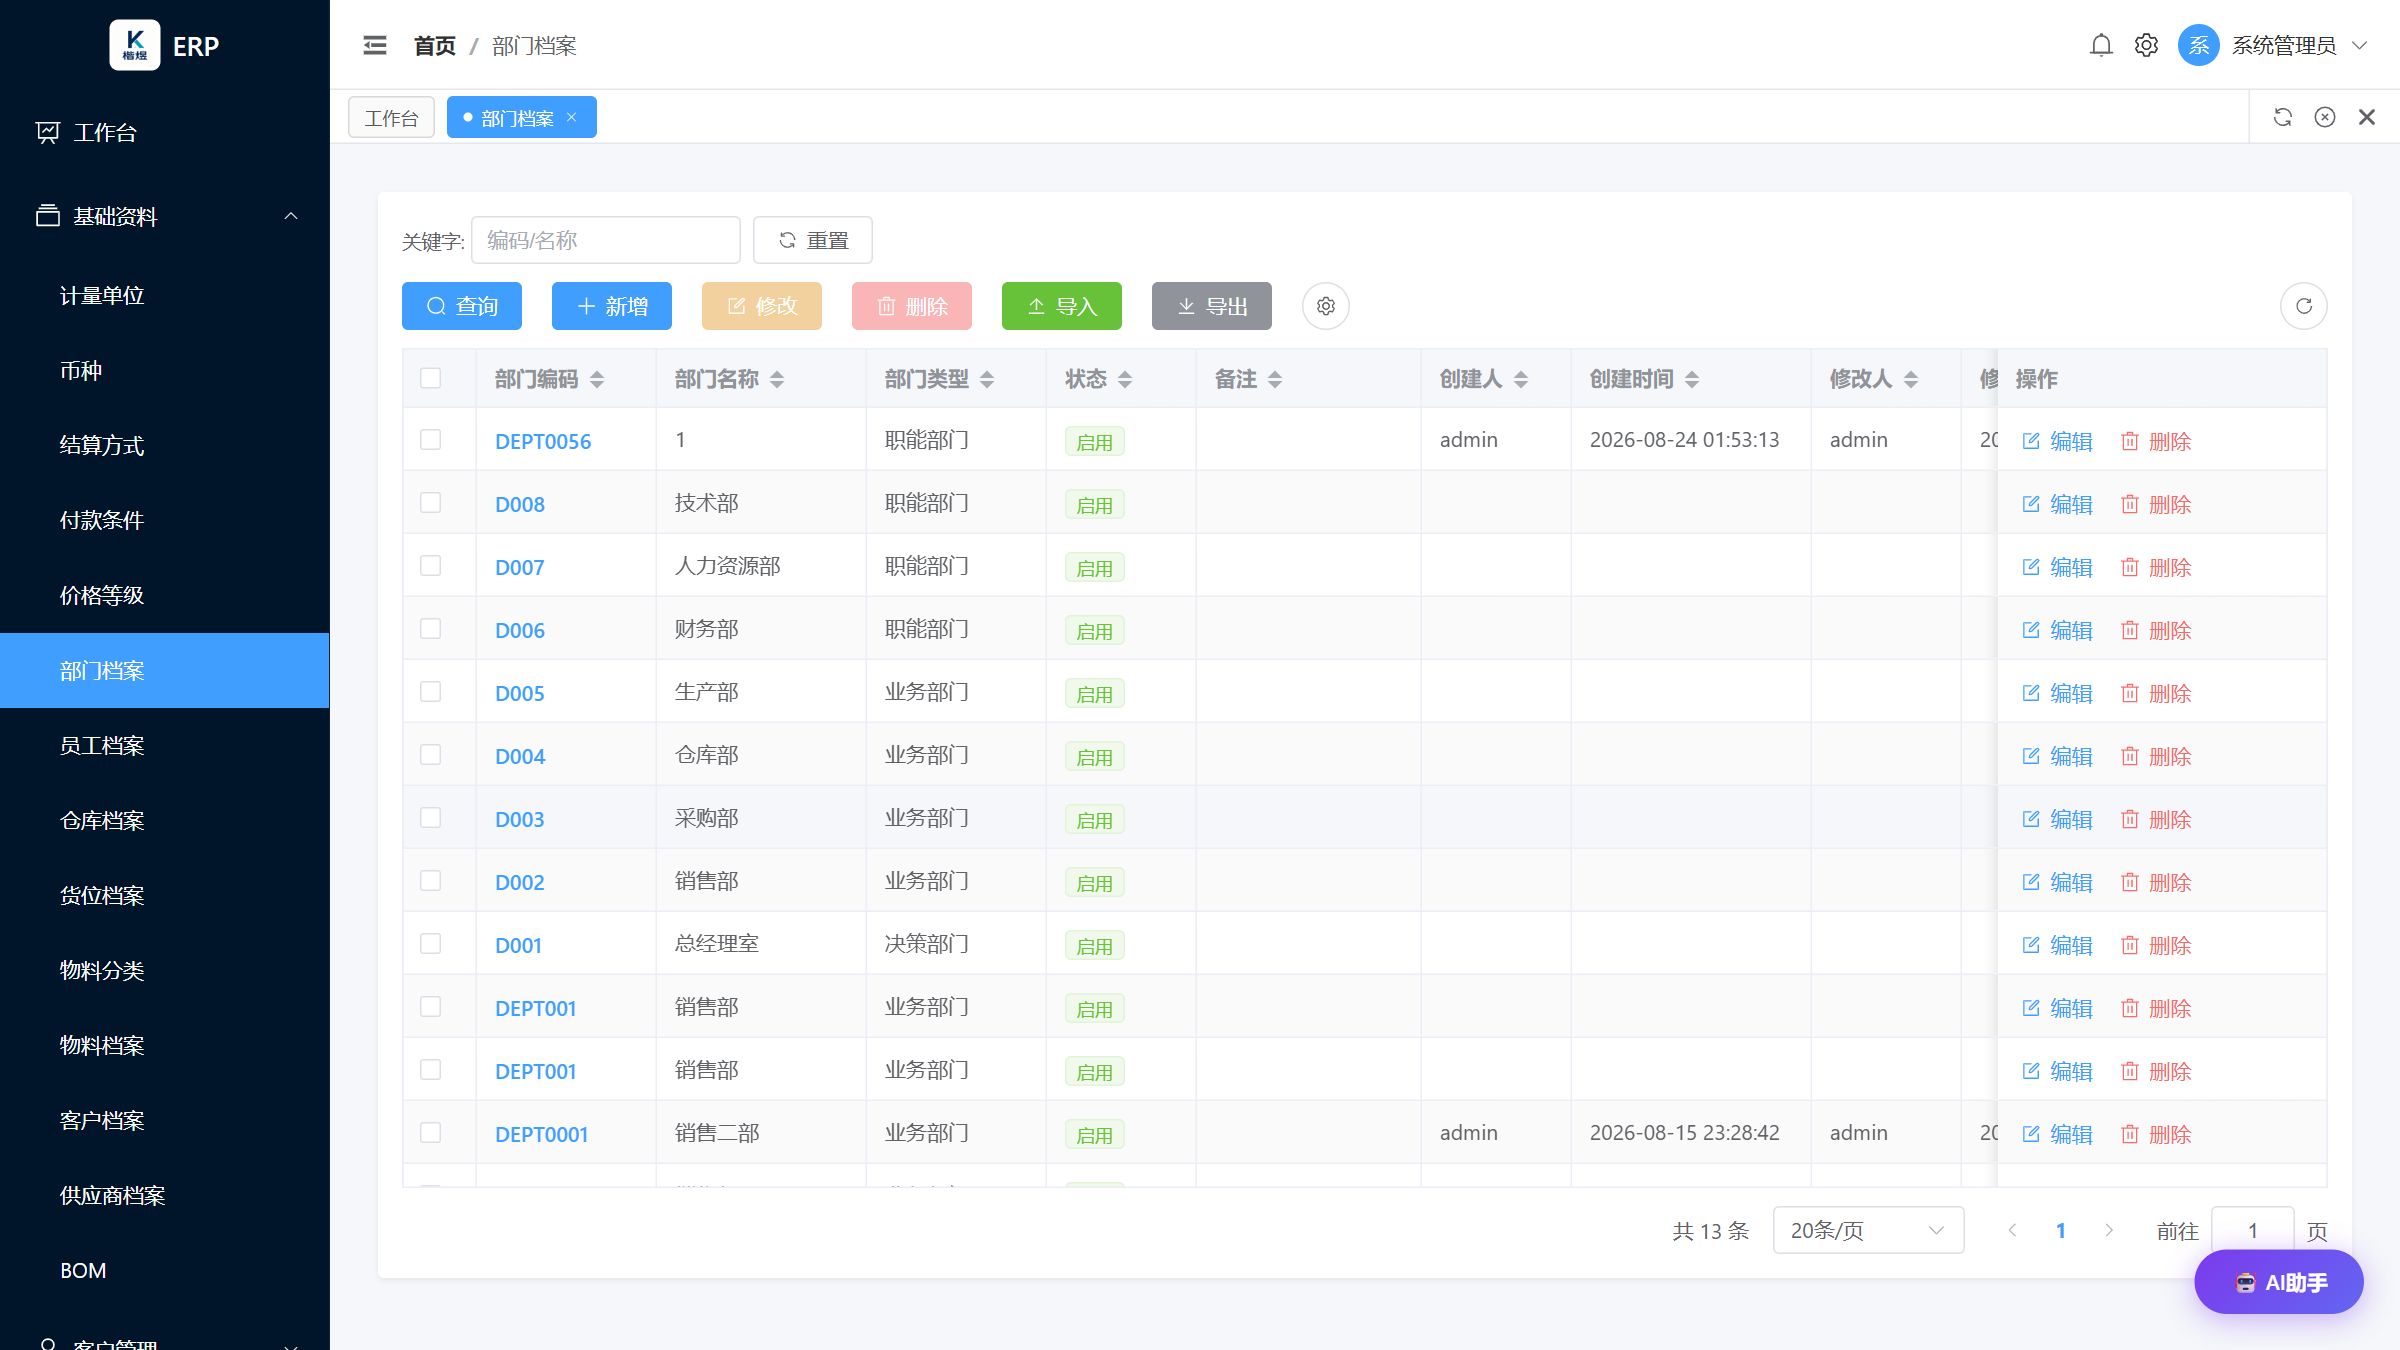 K
楷煜
ERP
工作台
基础资料
计量单位
币种
结算方式
付款条件
价格等级
部门档案
员工档案
仓库档案
货位档案
物料分类
物料档案
客户档案
供应商档案
BOM
客户管理
首页 / 部门档案
系 系统管理员
工作台 部门档案
关键字: 编码/名称 重置
查询 新增 修改 删除 导入 导出
部门编码 部门名称 部门类型 状态 备注 创建人 创建时间 修改人 修 操作
DEPT0056 1 职能部门 启用 admin 2026-08-24 01:53:13 admin 20 编辑 删除
D008 技术部 职能部门 启用 编辑 删除
D007 人力资源部 职能部门 启用 编辑 删除
D006 财务部 职能部门 启用 编辑 删除
D005 生产部 业务部门 启用 编辑 删除
D004 仓库部 业务部门 启用 编辑 删除
D003 采购部 业务部门 启用 编辑 删除
D002 销售部 业务部门 启用 编辑 删除
D001 总经理室 决策部门 启用 编辑 删除
DEPT001 销售部 业务部门 启用 编辑 删除
DEPT001 销售部 业务部门 启用 编辑 删除
DEPT0001 销售二部 业务部门 启用 admin 2026-08-15 23:28:42 admin 20 编辑 删除
共 13 条 20条/页 1 前往 1 页
AI助手